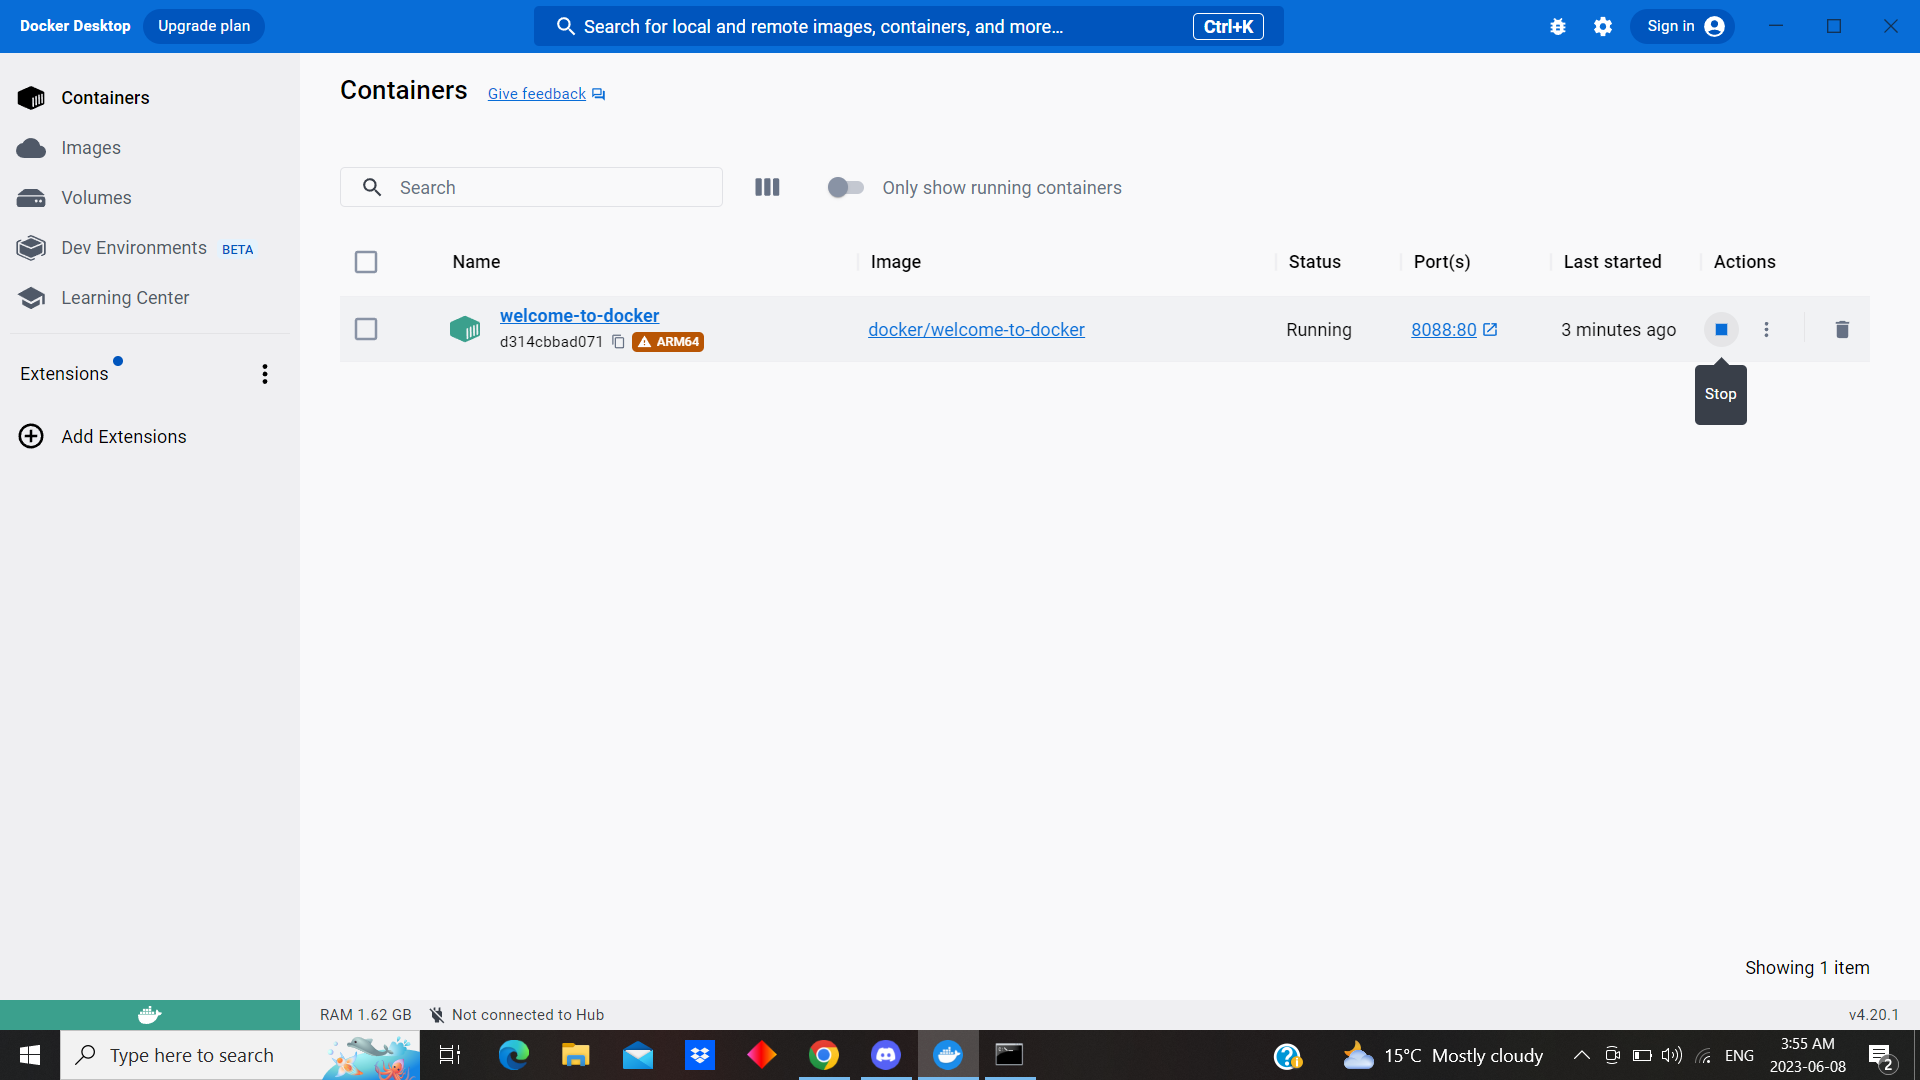 Docker Desktop Upgrade plan Search for local and remote images, containers, and more... Ctrl+K Sign in
Containers
Images
Volumes
Dev Environments BETA
Learning Center
Extensions
Add Extensions
Containers Give feedback
Search Only show running containers
Name Image Status Port(s) Last started Actions
welcome-to-docker
d314cbbad071 ARM64
docker/welcome-to-docker Running 8088:80 3 minutes ago
Stop
Showing 1 item
RAM 1.62 GB Not connected to Hub v4.20.1
Type here to search 15°C Mostly cloudy ENG
3:55 AM
2023-06-08
2